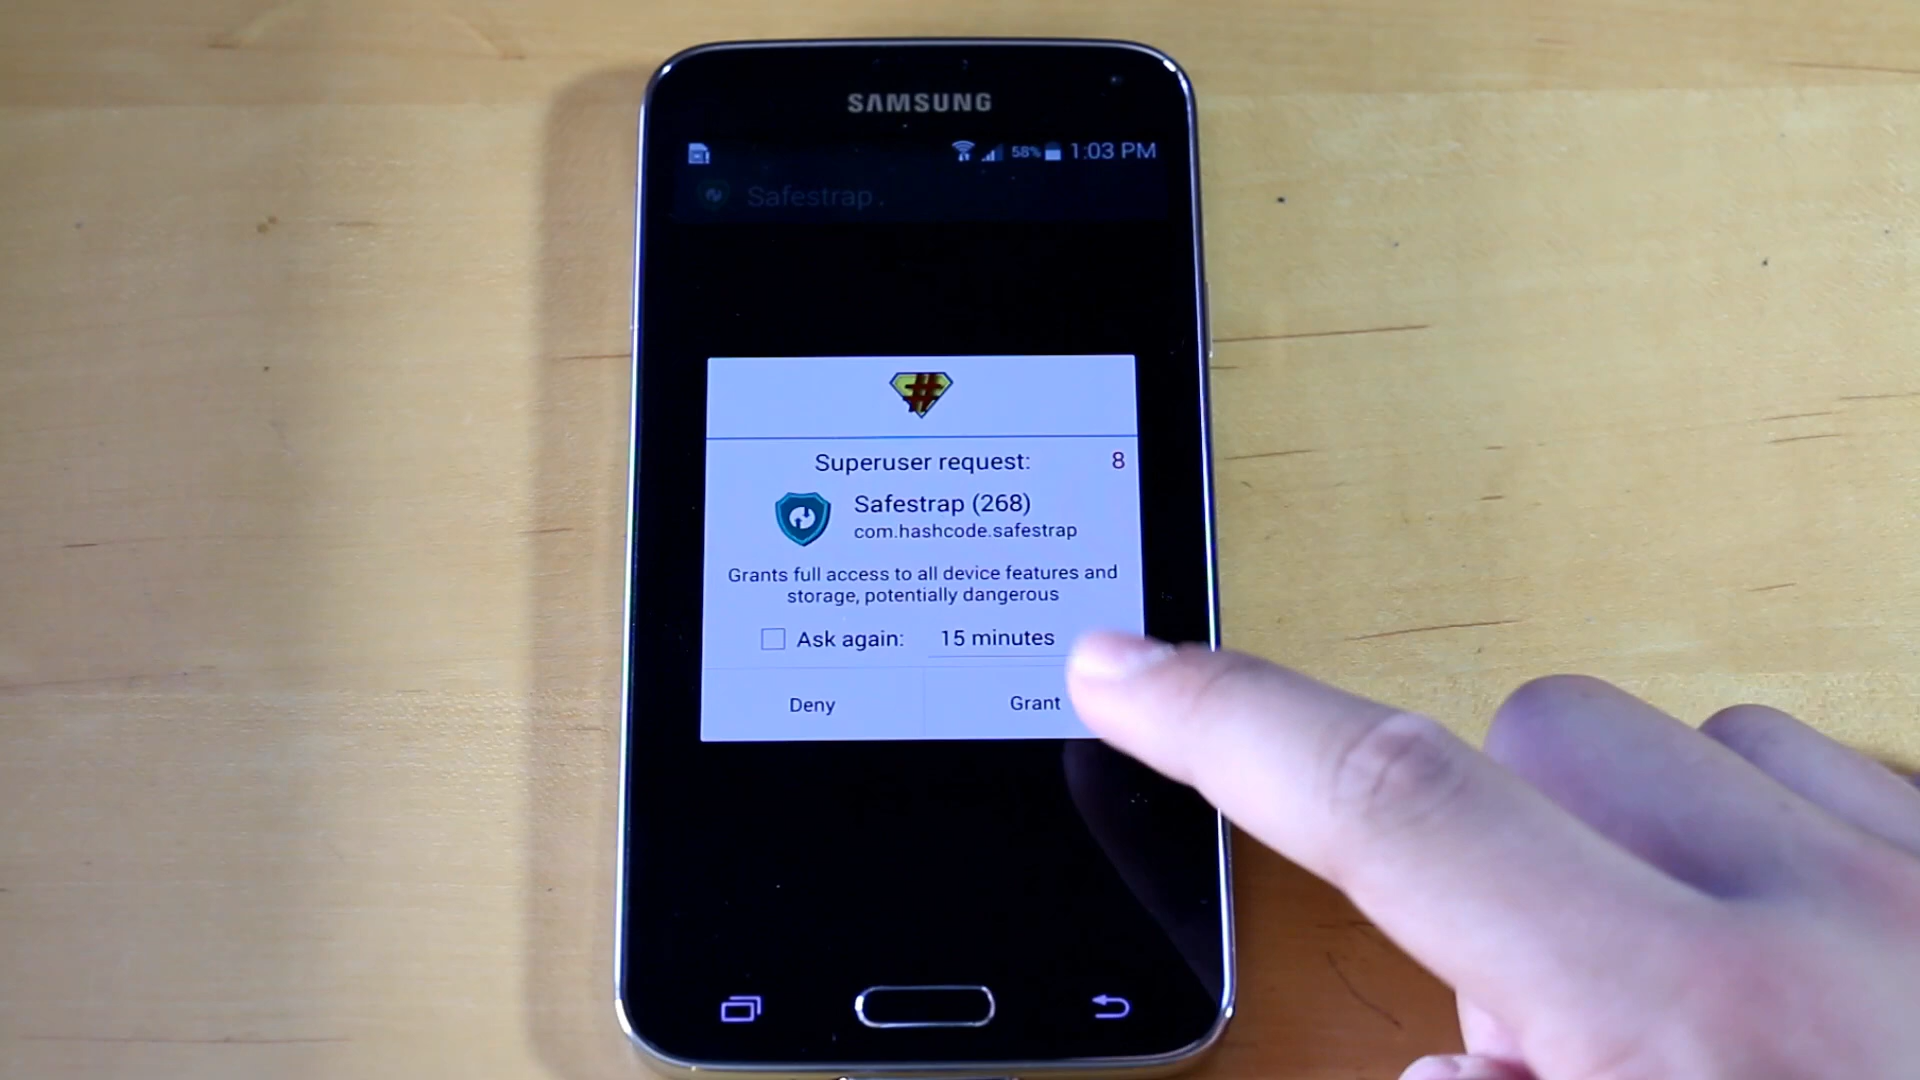 SAMSUNG
58% 1:03 PM
Safestrap
#
Superuser request: 8
Safestrap (268)
com.hashcode.safestrap
Grants full access to all device features and
storage, potentially dangerous
Ask again: 15 minutes
Deny Grant